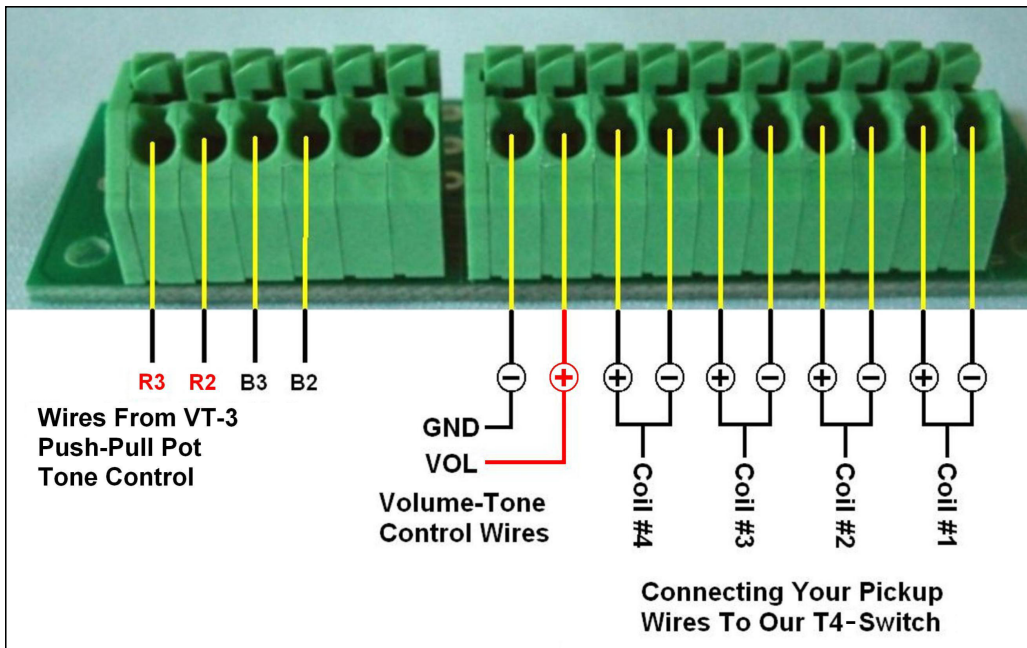 R3 R2 B3 B2
Wires From VT-3
Push-Pull Pot
Tone Control
− + + − + − + − + −
GND
VOL
Volume-Tone
Control Wires
Coil #4
Coil #3
Coil #2
Coil #1
Connecting Your Pickup
Wires To Our T4-Switch